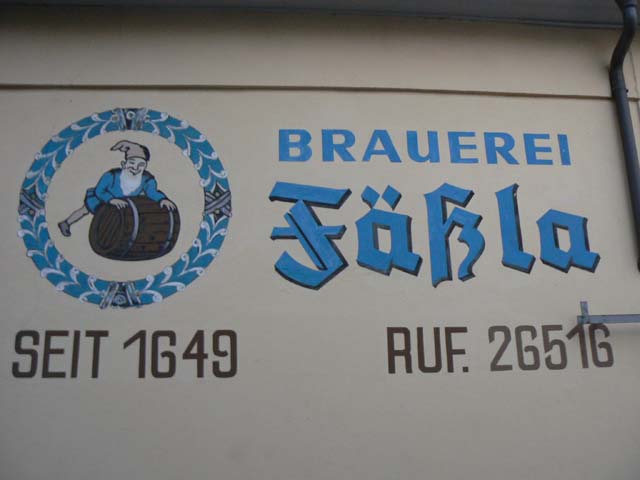 BRAUEREI
Fäßla
SEIT 1649
RUF. 26516